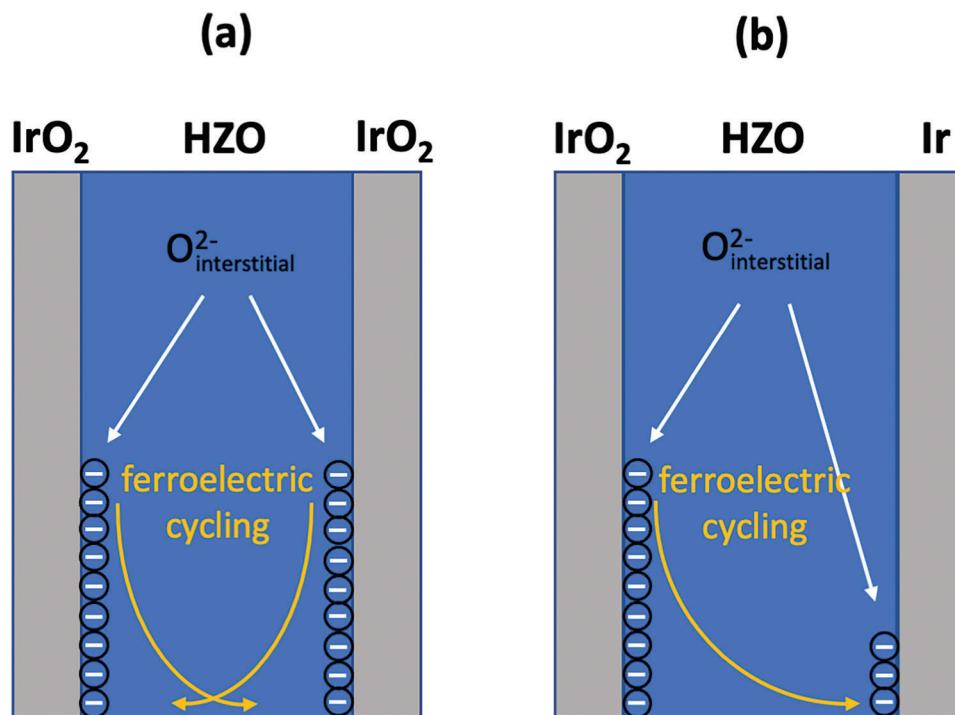 (a)
(b)
IrO₂ HZO IrO₂
IrO₂ HZO Ir
O²⁻interstitial
O²⁻interstitial
ferroelectric
cycling
ferroelectric
cycling